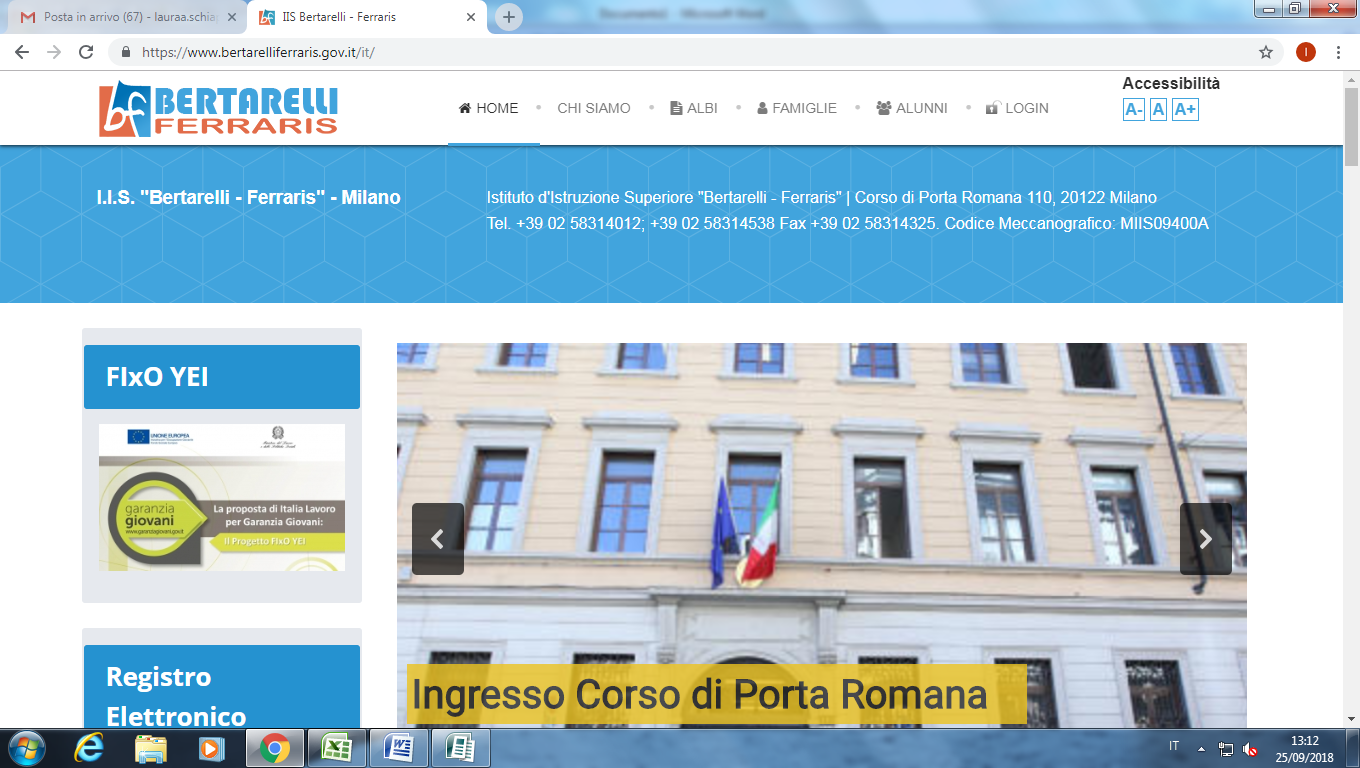 Posta in arrivo (67) - lauraa.schia
IIS Bertarelli - Ferraris
Documento2 - Microsoft Word
https://www.bertarelliferraris.gov.it/it/
I
bf BERTARELLI
FERRARIS
HOME
CHI SIAMO
ALBI
FAMIGLIE
ALUNNI
LOGIN
Accessibilità
A- A A+
I.I.S. "Bertarelli - Ferraris" - Milano
Istituto d'Istruzione Superiore "Bertarelli - Ferraris" | Corso di Porta Romana 110, 20122 Milano
Tel. +39 02 58314012; +39 02 58314538 Fax +39 02 58314325. Codice Meccanografico: MIIS09400A
FIxO YEI
UNIONE EUROPEA
garanzia
giovani
www.garanziagiovani.gov.it
La proposta di Italia Lavoro
per Garanzia Giovani:
Il Progetto FIxO YEI
Registro
Elettronico
Ingresso Corso di Porta Romana
IT
13:12
25/09/2018